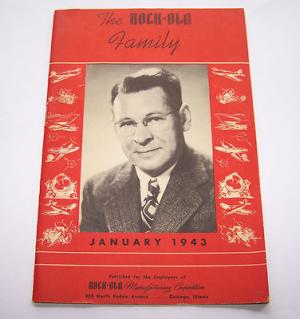 The ROCK-OLA
Family
JANUARY 1943
Published for the Employees of
ROCK-OLA Manufacturing Corporation
800 North Kedzie Avenue Chicago, Illinois